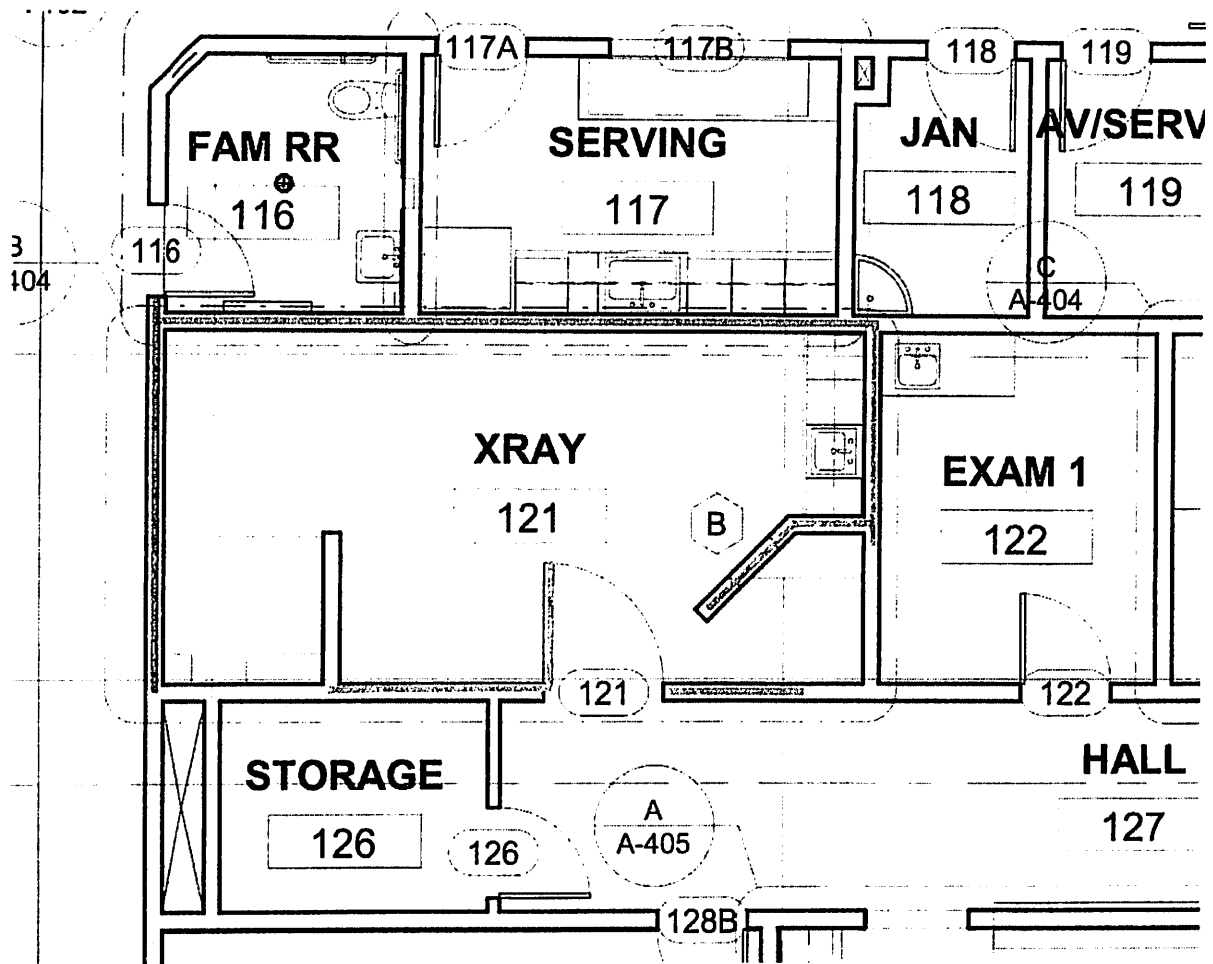 117A
117B
118
119
FAM RR
116
SERVING
117
JAN
118
AV/SERV
119
116
404
C
A-404
XRAY
121
B
EXAM 1
122
121
122
STORAGE
126
126
A
A-405
HALL
127
128B